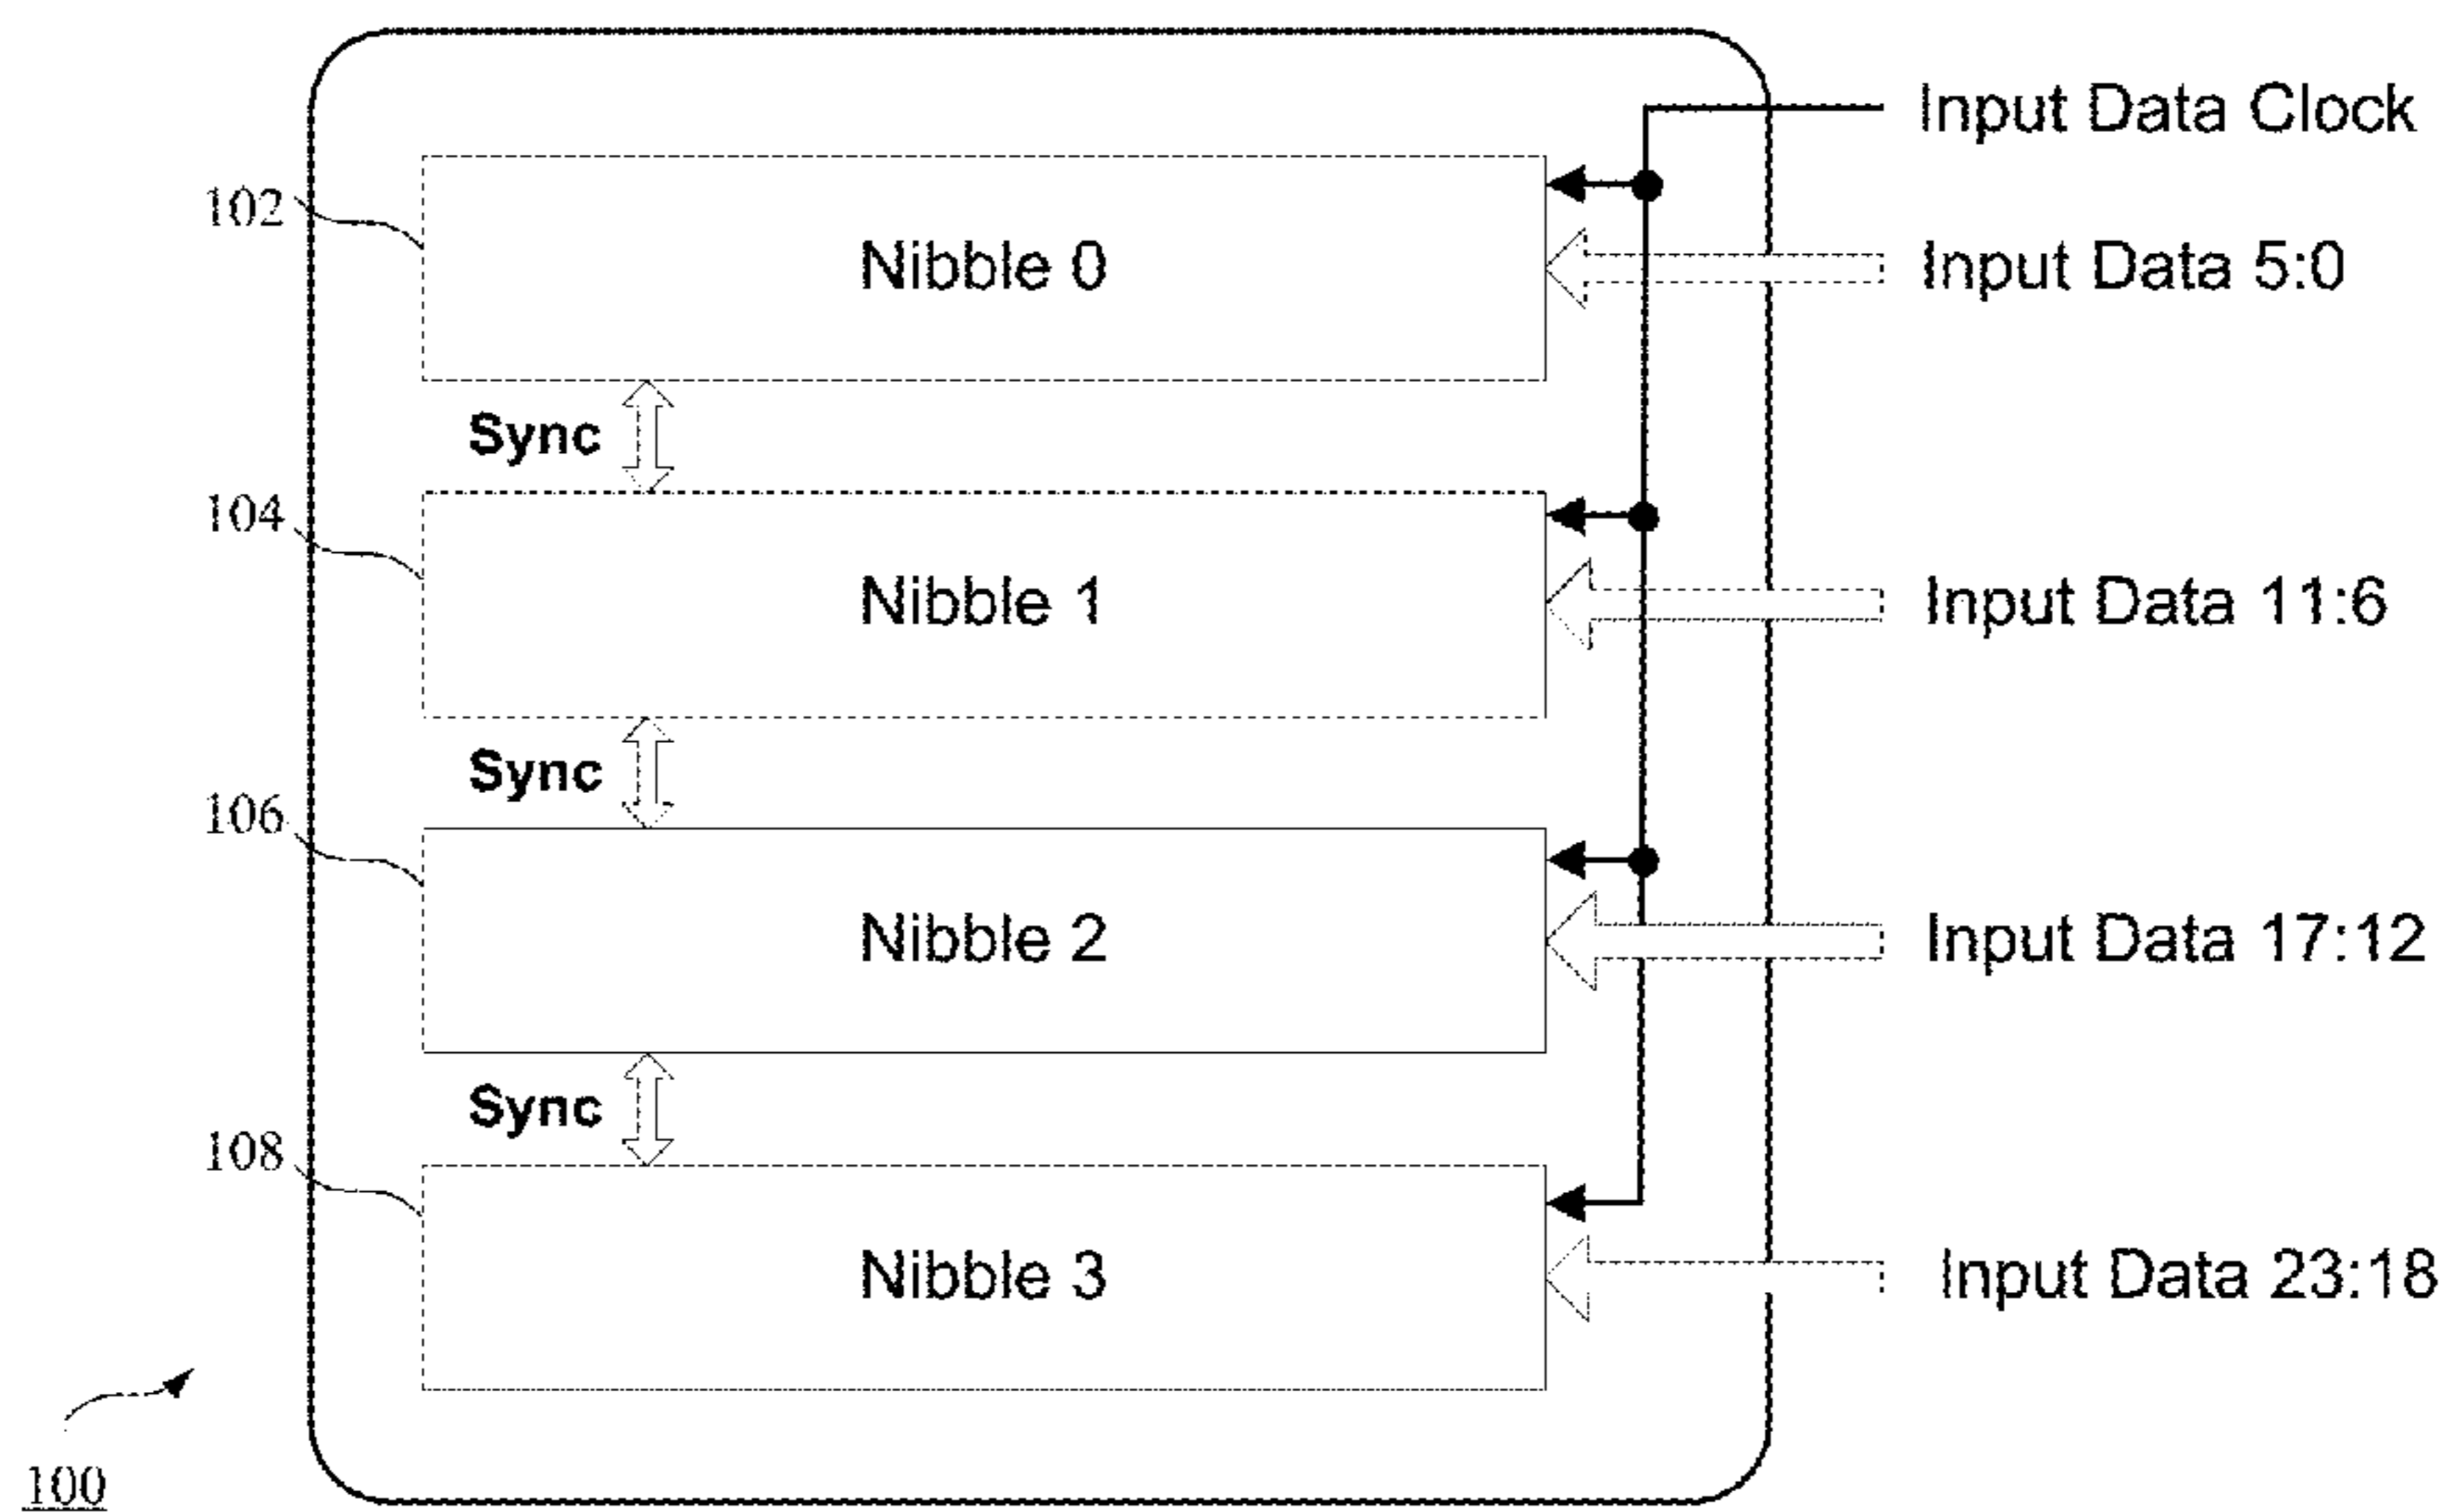 Input Data Clock
102
Nibble 0
Input Data 5:0
Sync
104
Nibble 1
Input Data 11:6
Sync
106
Nibble 2
Input Data 17:12
Sync
108
Nibble 3
Input Data 23:18
100